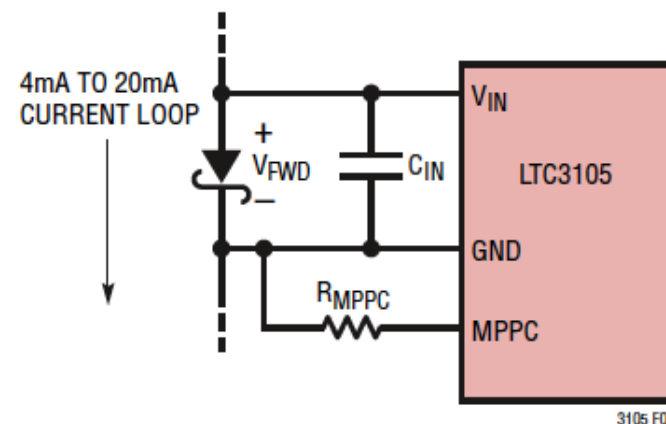 4mA TO 20mA
CURRENT LOOP
+
VFWD
–
CIN
VIN
LTC3105
GND
RMPPC
MPPC
3105 F0